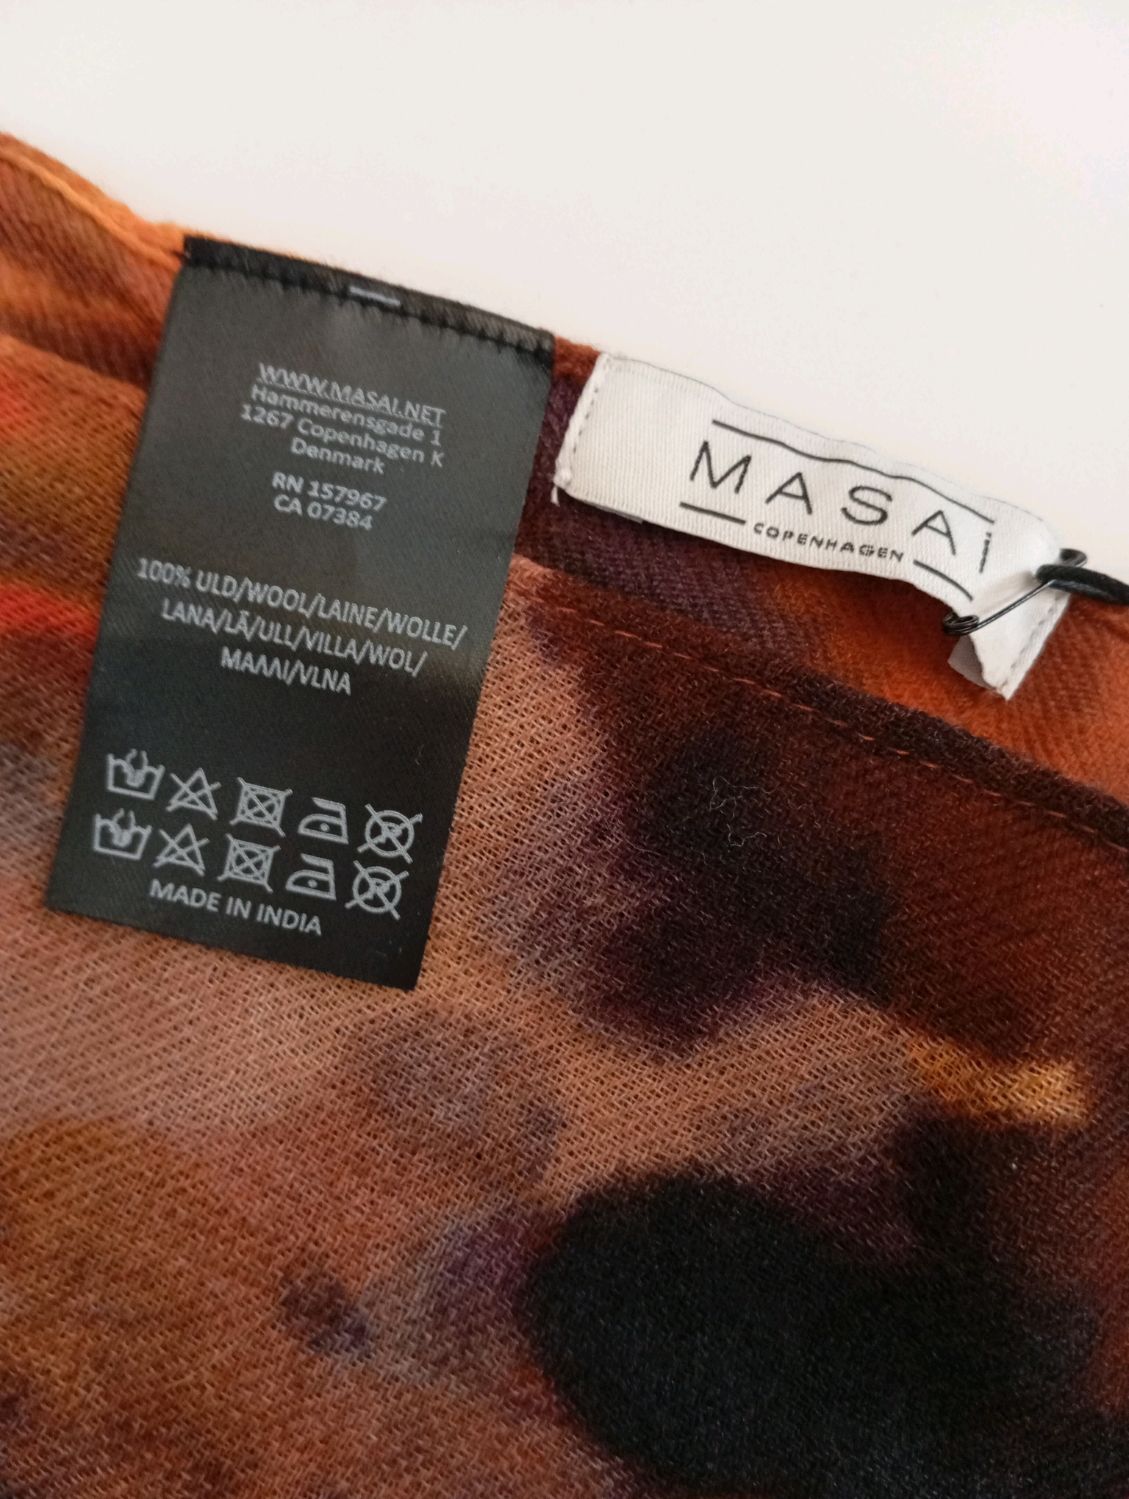 WWW.MASAI.NET
Hammerensgade 1
1267 Copenhagen K
Denmark
RN 157967
CA 07384
100% ULD/WOOL/LAINE/WOLLE/
LANA/LÃ/ULL/VILLA/WOL/
ΜΑΛΛΙ/VLNA
MADE IN INDIA
MASAi
COPENHAGEN